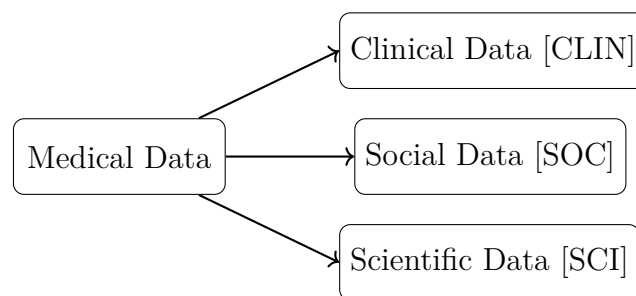 Clinical Data [CLIN]
Medical Data
Social Data [SOC]
Scientific Data [SCI]